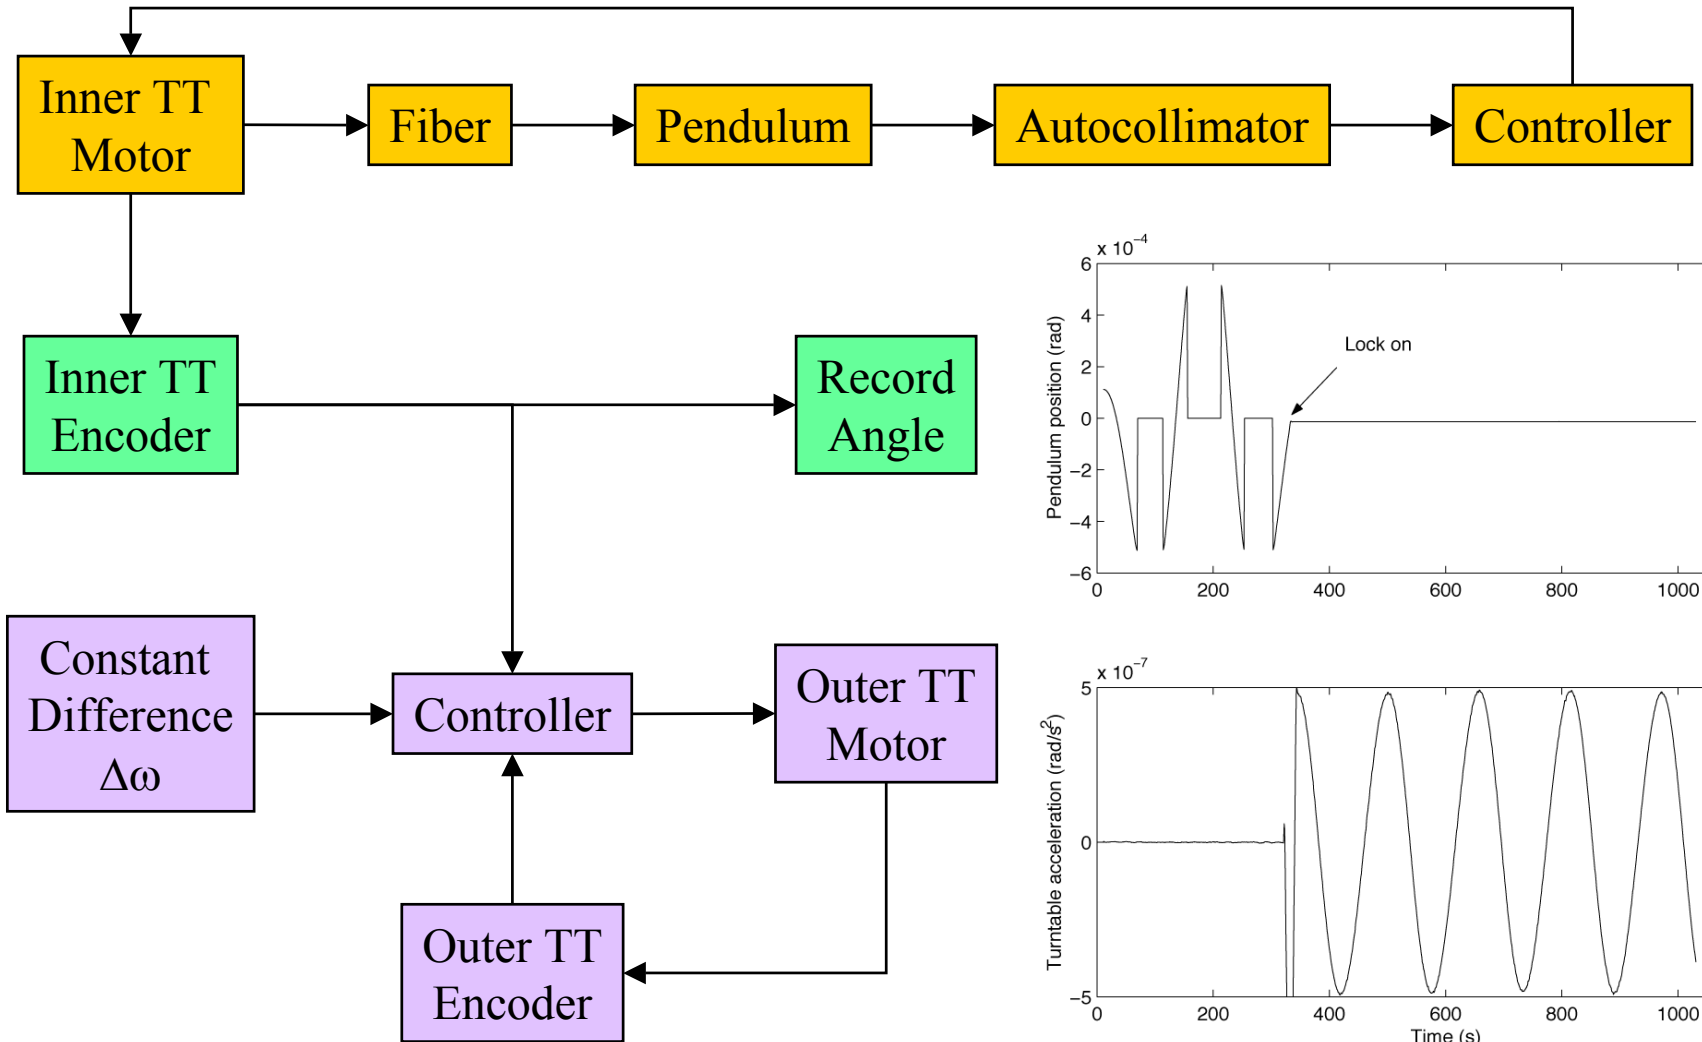 Inner TT
Motor
Fiber
Pendulum
Autocollimator
Controller
Inner TT
Encoder
Record
Angle
x 10⁻⁴
6
4
2
0
−2
−4
−6
Pendulum position (rad)
Lock on
0 200 400 600 800 1000
Constant
Difference
Δω
Controller
Outer TT
Motor
Outer TT
Encoder
x 10⁻⁷
5
0
−5
Turntable acceleration (rad/s²)
0 200 400 600 800 1000
Time (s)